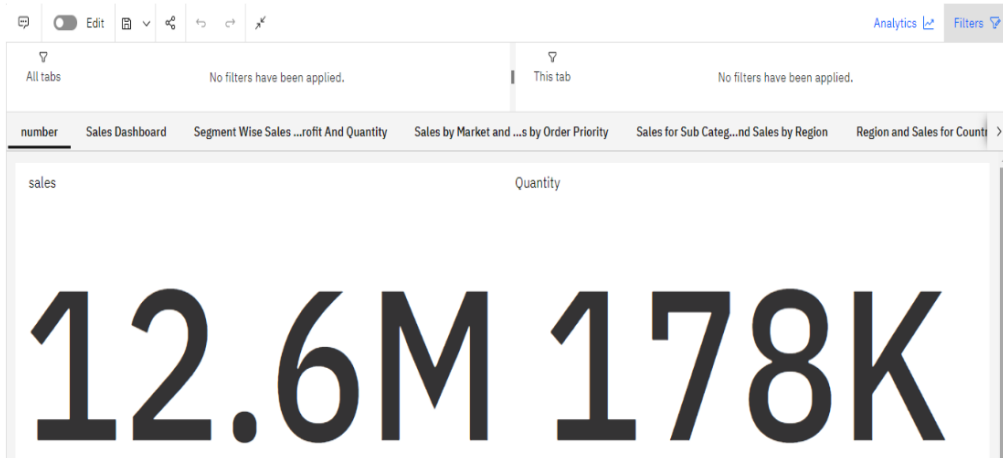 Edit
Analytics
Filters
All tabs
No filters have been applied.
This tab
No filters have been applied.
number
Sales Dashboard
Segment Wise Sales ...rofit And Quantity
Sales by Market and ...s by Order Priority
Sales for Sub Categ...nd Sales by Region
Region and Sales for Count
sales
Quantity
12.6M
178K